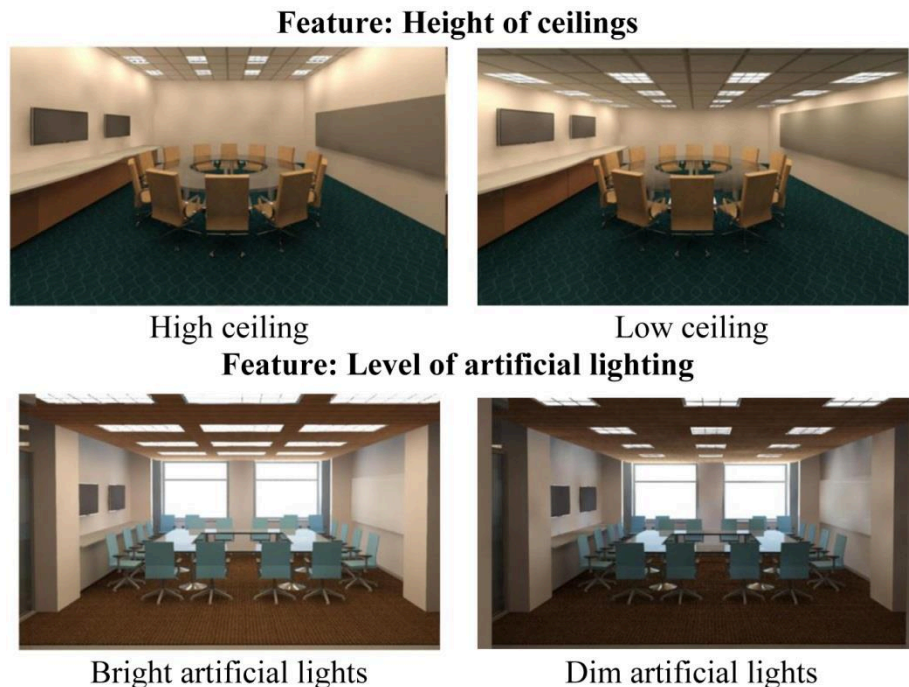 Feature: Height of ceilings
High ceiling
Low ceiling
Feature: Level of artificial lighting
Bright artificial lights
Dim artificial lights